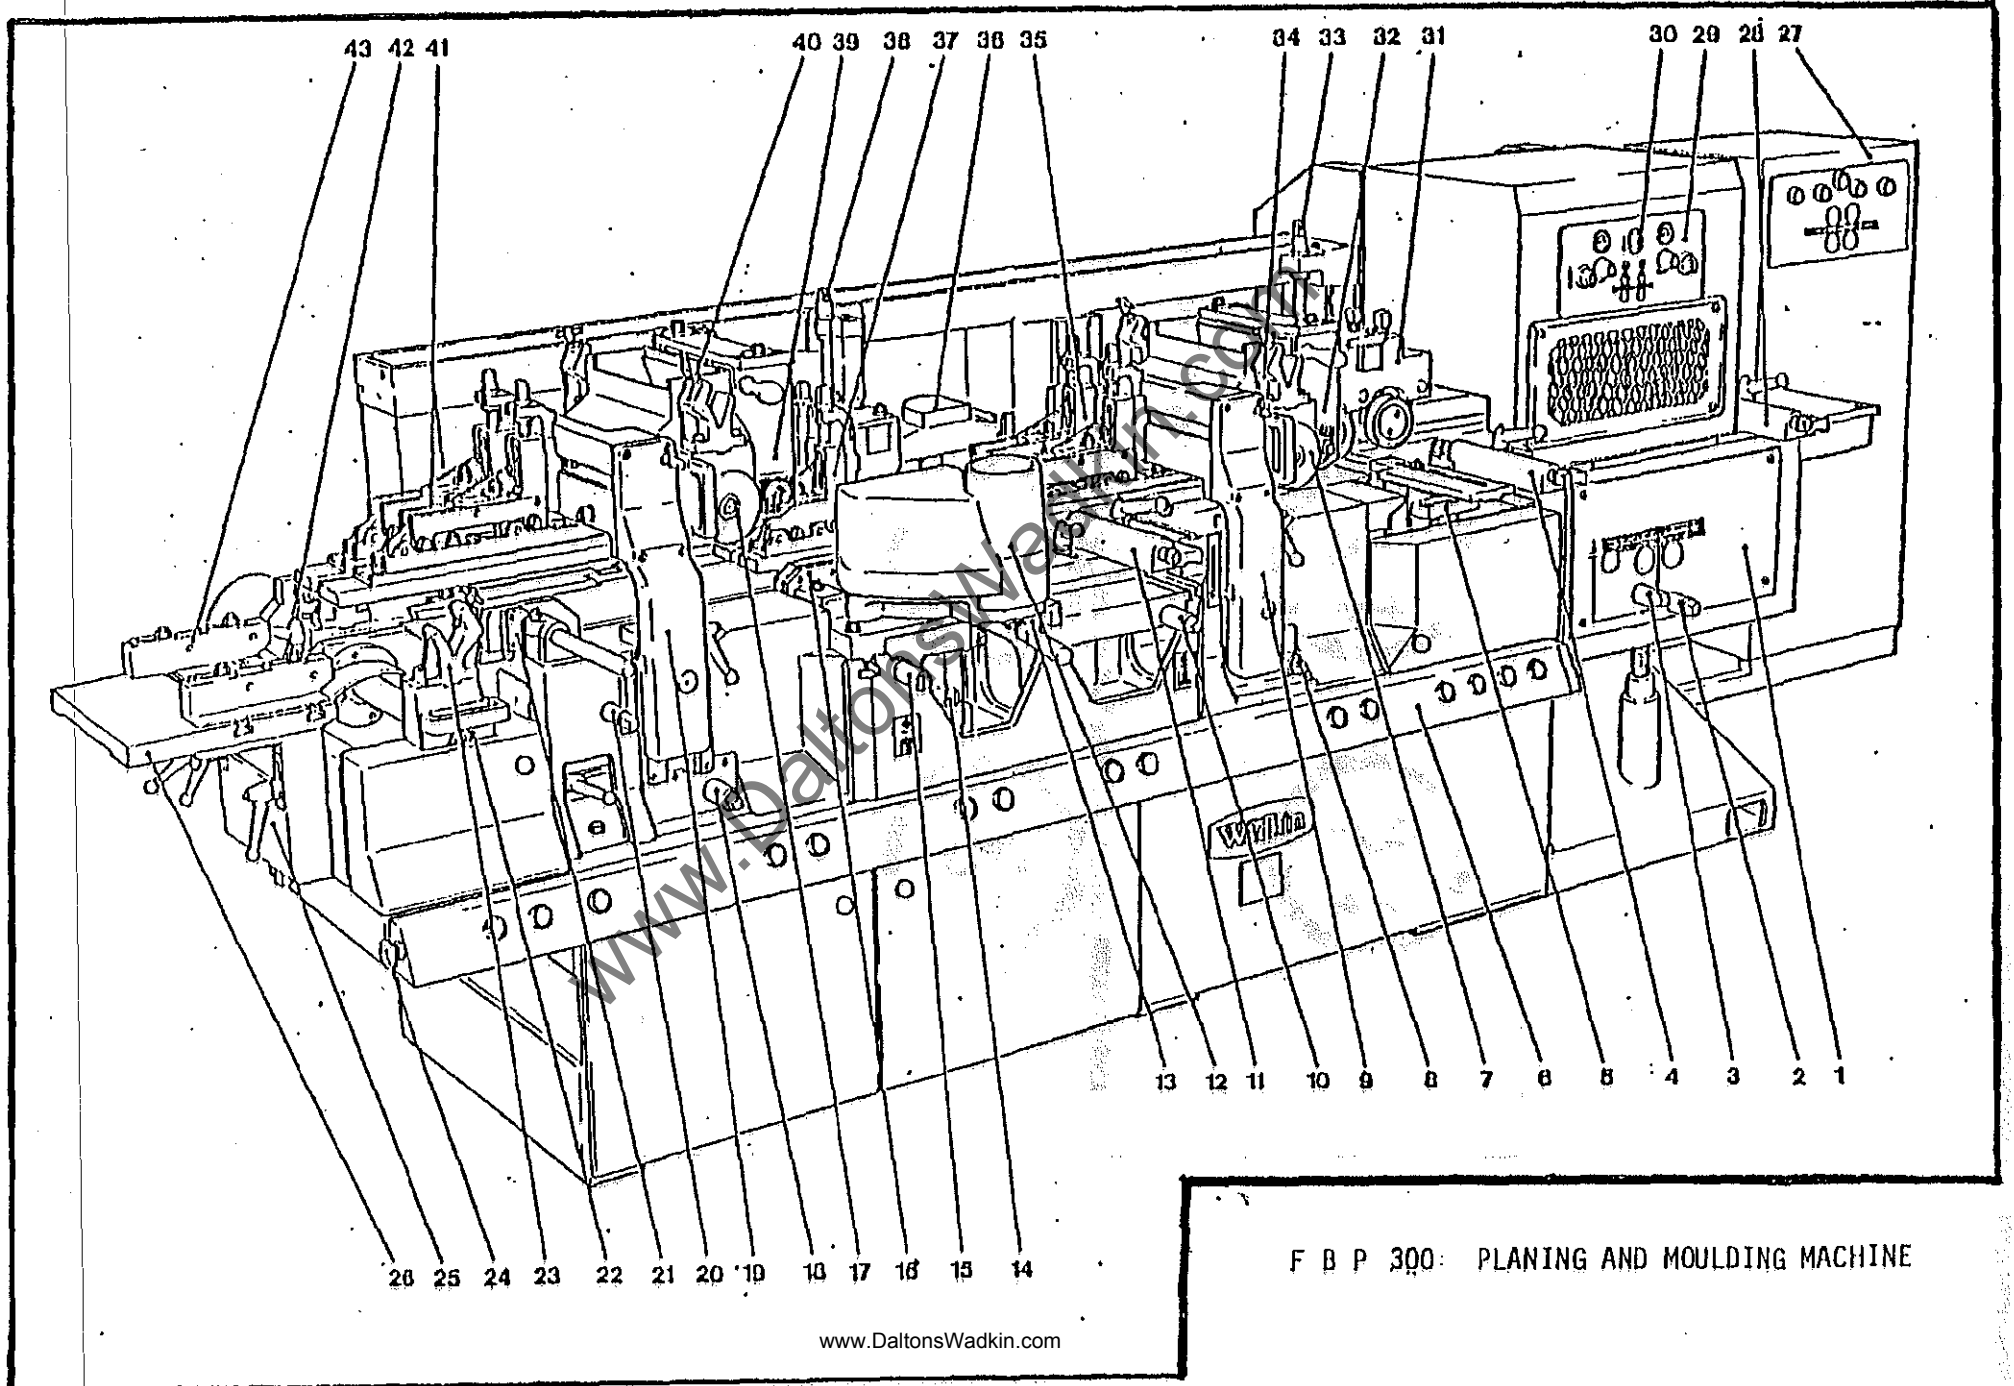 43 42 41 40 39 38 37 36 35 34 33 32 31 30 29 28 27
Wadkin
www.DaltonsWadkin.com
13 12 11 10 9 8 7 6 5 4 3 2 1
26 25 24 23 22 21 20 19 18 17 16 15 14
F B P 300: PLANING AND MOULDING MACHINE
www.DaltonsWadkin.com